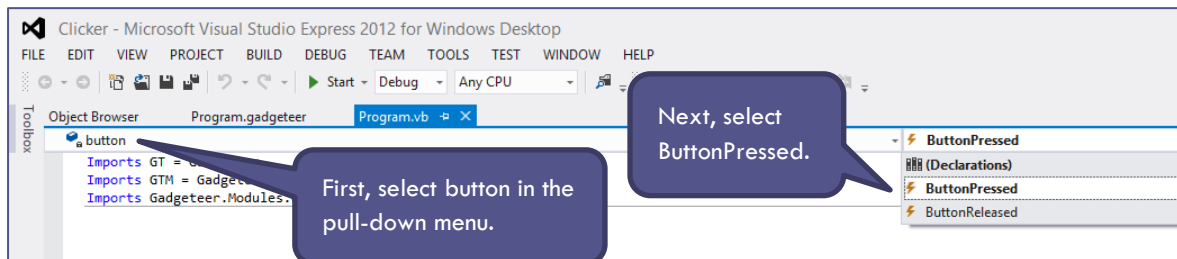 Clicker - Microsoft Visual Studio Express 2012 for Windows Desktop
FILE EDIT VIEW PROJECT BUILD DEBUG TEAM TOOLS TEST WINDOW HELP
Start Debug Any CPU
Toolbox
Object Browser Program.gadgeteer Program.vb
button
ButtonPressed
Imports GT =
Imports GTM =
Imports Gadgeteer.Modules.
First, select button in the
pull-down menu.
Next, select
ButtonPressed.
(Declarations)
ButtonPressed
ButtonReleased